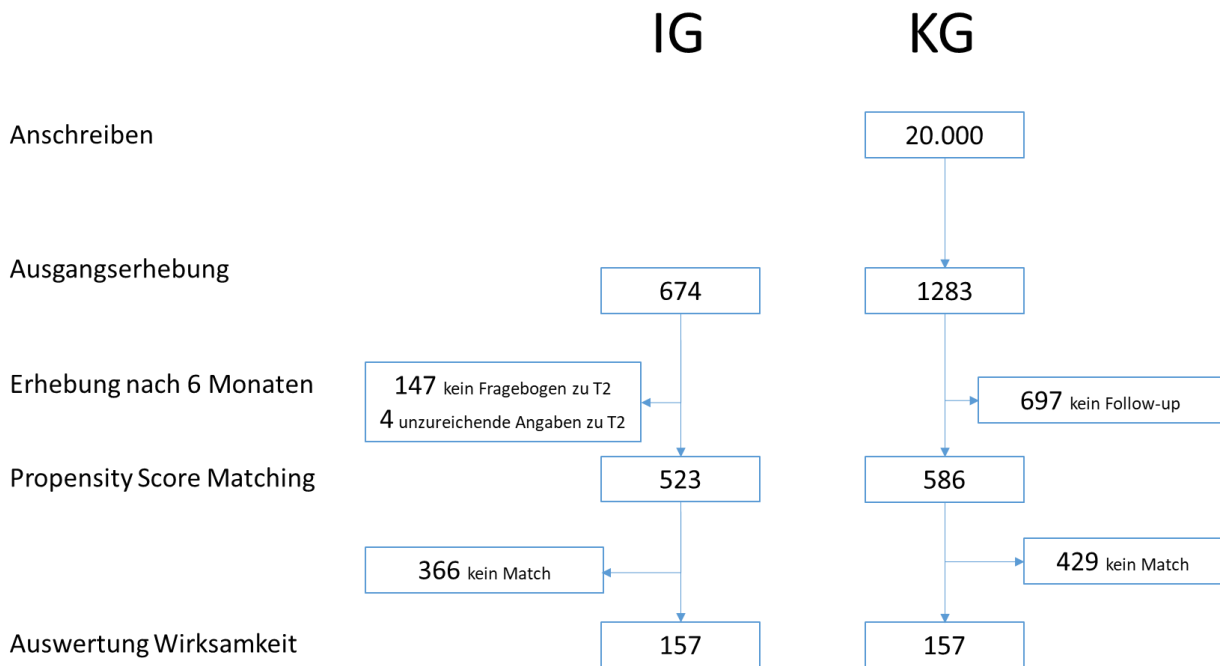 IG KG
Anschreiben
20.000
Ausgangserhebung
674
1283
Erhebung nach 6 Monaten
147 kein Fragebogen zu T2
4 unzureichende Angaben zu T2
697 kein Follow-up
Propensity Score Matching
523
586
366 kein Match
429 kein Match
Auswertung Wirksamkeit
157
157